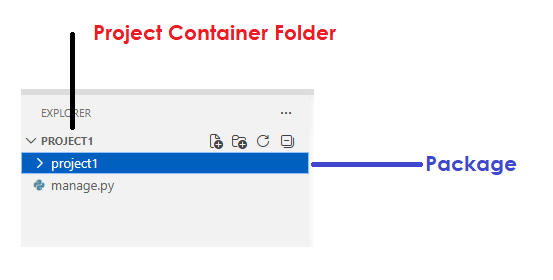 Project Container Folder
EXPLORER
PROJECT1
project1
Package
manage.py